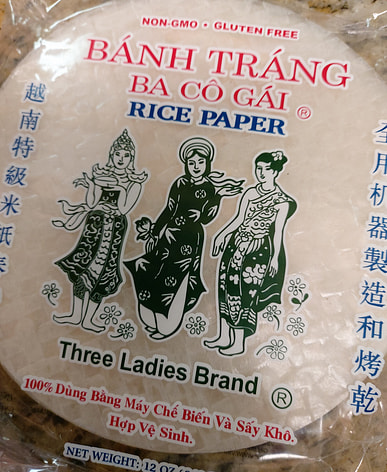 NON-GMO • GLUTEN FREE
BÁNH TRÁNG
BA CÔ GÁI ®
RICE PAPER
越南特級米紙
用机器製造和烤乾
Three Ladies Brand ®
100% Dùng Bằng Máy Chế Biến Và Sấy Khô.
Hợp Vệ Sinh.
NET WEIGHT: 12 OZ